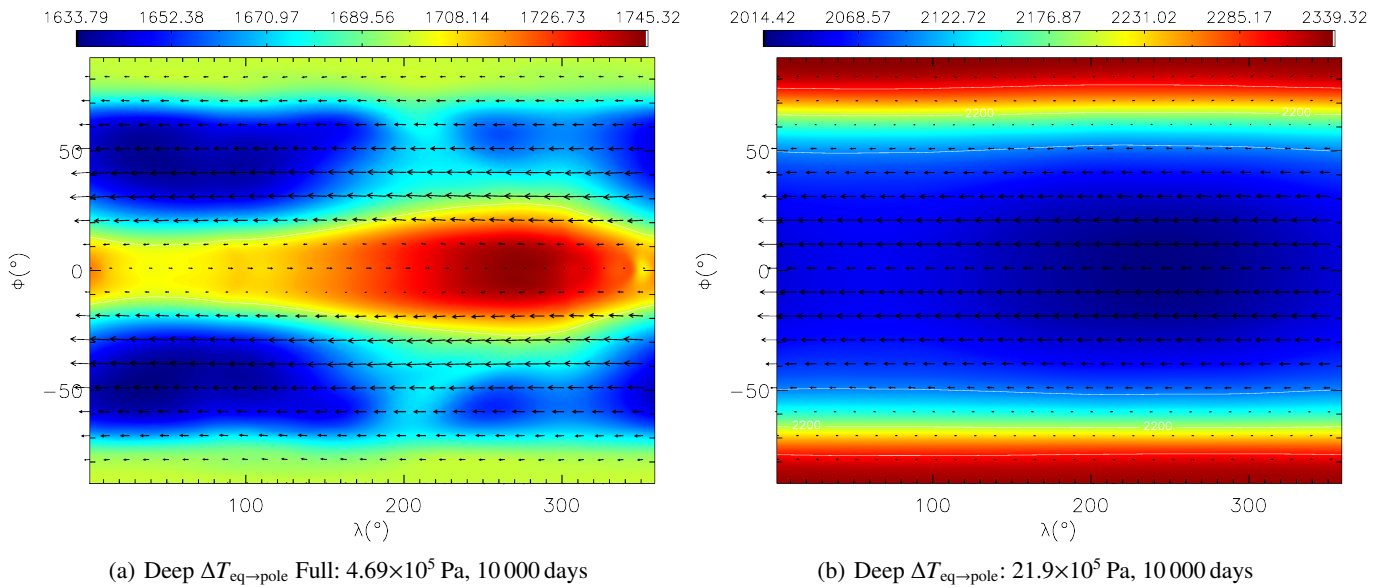 1633.79 1652.38 1670.97 1689.56 1708.14 1726.73 1745.32
50
0
−50
Φ(°)
100 200 300
λ(°)
(a) Deep ΔT_eq→pole Full: 4.69×10⁵ Pa, 10 000 days
2014.42 2068.57 2122.72 2176.87 2231.02 2285.17 2339.32
2200 2200
50
0
−50
Φ(°)
2200 2200
100 200 300
λ(°)
(b) Deep ΔT_eq→pole: 21.9×10⁵ Pa, 10 000 days